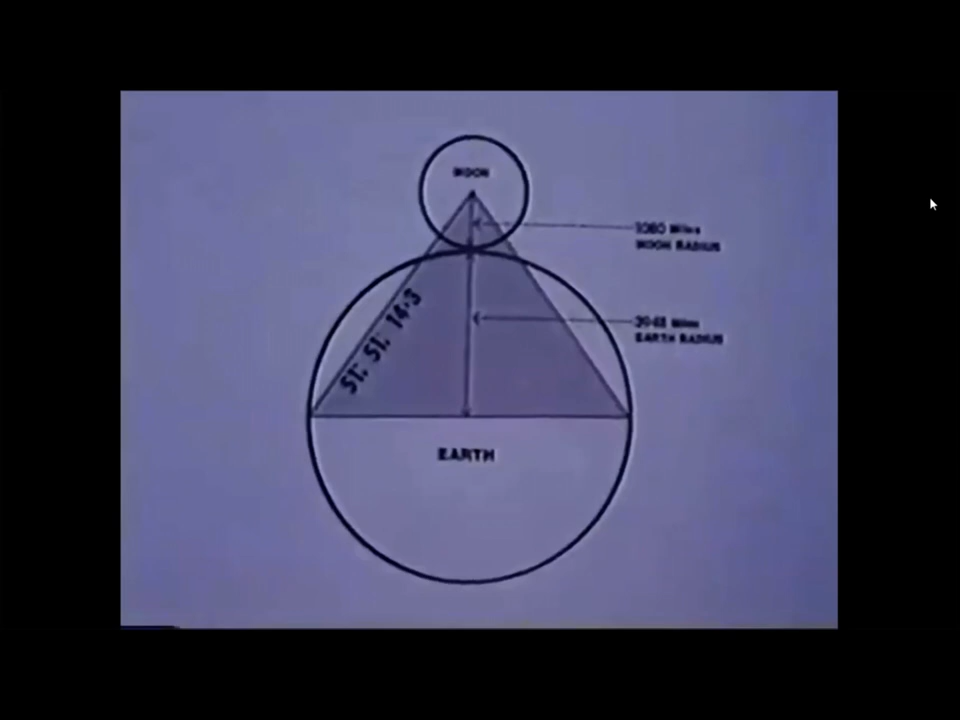 MOON
1080 Miles
MOON RADIUS
Miles
EARTH RADIUS
51; 51; 14·3
EARTH